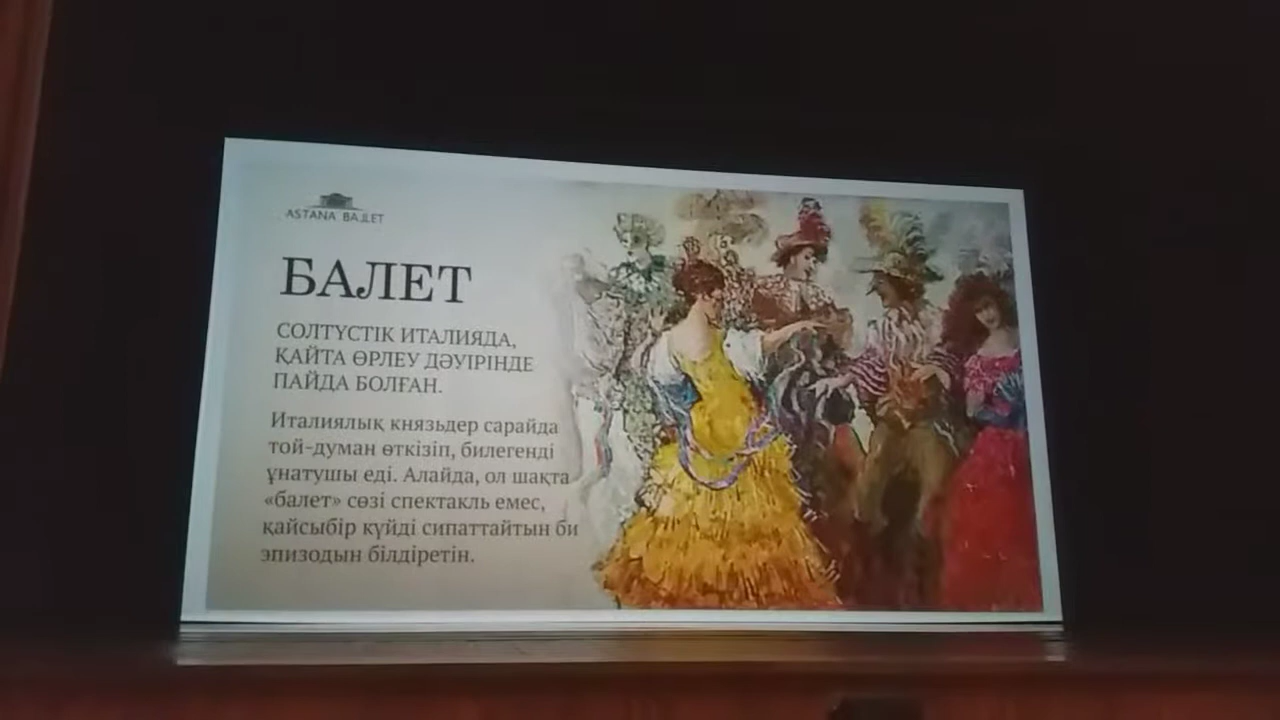 ASTANA BALLET
БАЛЕТ
СОЛТҮСТІК ИТАЛИЯДА,
ҚАЙТА ӨРЛЕУ ДӘУІРІНДЕ
ПАЙДА БОЛҒАН.
Италиялық князьдер сарайда
той-думан өткізіп, билегенді
ұнатушы еді. Алайда, ол шақта
«балет» сөзі спектакль емес,
қайсыбір күйді сипаттайтын би
эпизодын білдіретін.